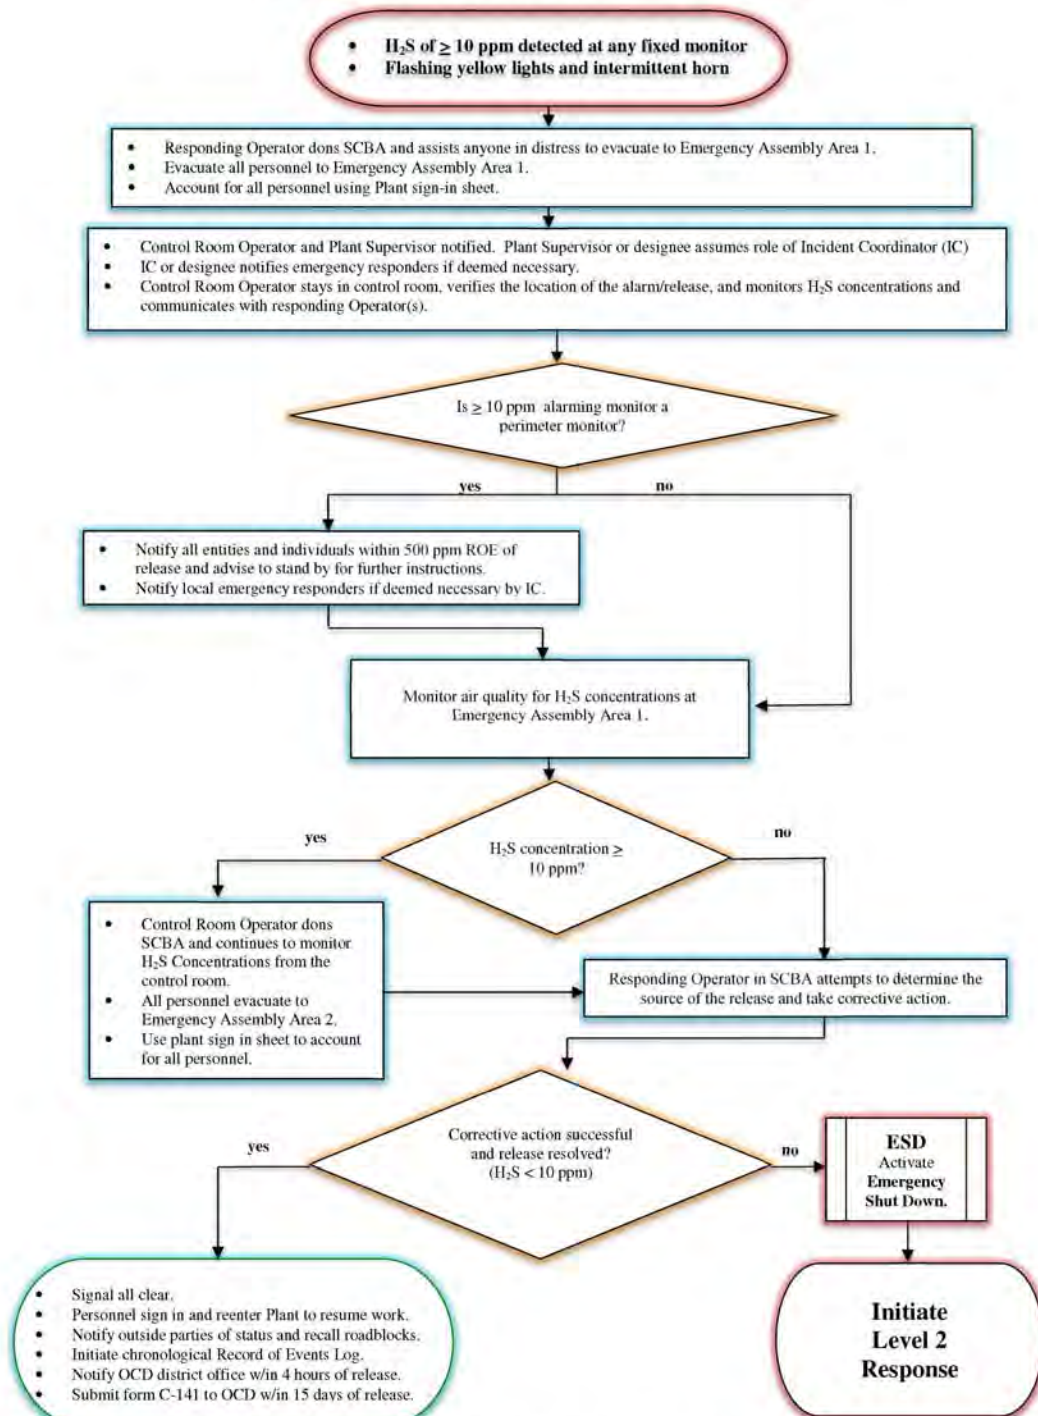 • H₂S of ≥ 10 ppm detected at any fixed monitor
• Flashing yellow lights and intermittent horn
• Responding Operator dons SCBA and assists anyone in distress to evacuate to Emergency Assembly Area 1.
• Evacuate all personnel to Emergency Assembly Area 1.
• Account for all personnel using Plant sign-in sheet.
• Control Room Operator and Plant Supervisor notified. Plant Supervisor or designee assumes role of Incident Coordinator (IC)
• IC or designee notifies emergency responders if deemed necessary.
• Control Room Operator stays in control room, verifies the location of the alarm/release, and monitors H₂S concentrations and
communicates with responding Operator(s).
Is ≥ 10 ppm alarming monitor a
perimeter monitor?
yes
no
• Notify all entities and individuals within 500 ppm ROE of
release and advise to stand by for further instructions.
• Notify local emergency responders if deemed necessary by IC.
Monitor air quality for H₂S concentrations at
Emergency Assembly Area 1.
yes
no
H₂S concentration ≥
10 ppm?
• Control Room Operator dons
SCBA and continues to monitor
H₂S Concentrations from the
control room.
• All personnel evacuate to
Emergency Assembly Area 2.
• Use plant sign in sheet to account
for all personnel.
Responding Operator in SCBA attempts to determine the
source of the release and take corrective action.
yes
Corrective action successful
and release resolved?
(H₂S < 10 ppm)
no
ESD
Activate
Emergency
Shut Down.
• Signal all clear.
• Personnel sign in and reenter Plant to resume work.
• Notify outside parties of status and recall roadblocks.
• Initiate chronological Record of Events Log.
• Notify OCD district office w/in 4 hours of release.
• Submit form C-141 to OCD w/in 15 days of release.
Initiate
Level 2
Response